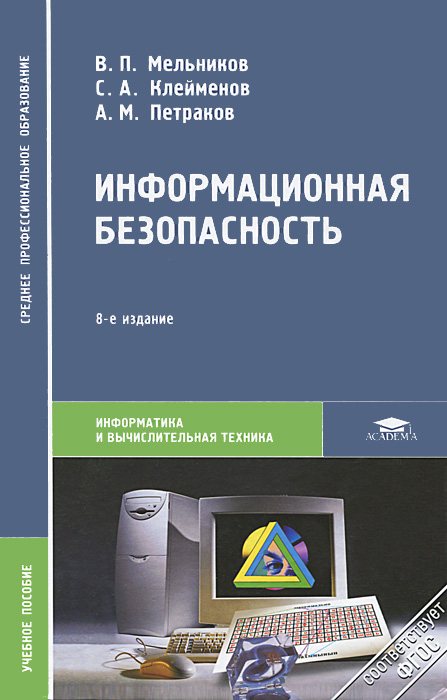 В. П. Мельников
С. А. Клейменов
А. М. Петраков
ИНФОРМАЦИОННАЯ
БЕЗОПАСНОСТЬ
8-е издание
ИНФОРМАТИКА
И ВЫЧИСЛИТЕЛЬНАЯ ТЕХНИКА
ACADEMA
СРЕДНЕЕ ПРОФЕССИОНАЛЬНОЕ ОБРАЗОВАНИЕ
УЧЕБНОЕ ПОСОБИЕ
соответствует
ФГОС